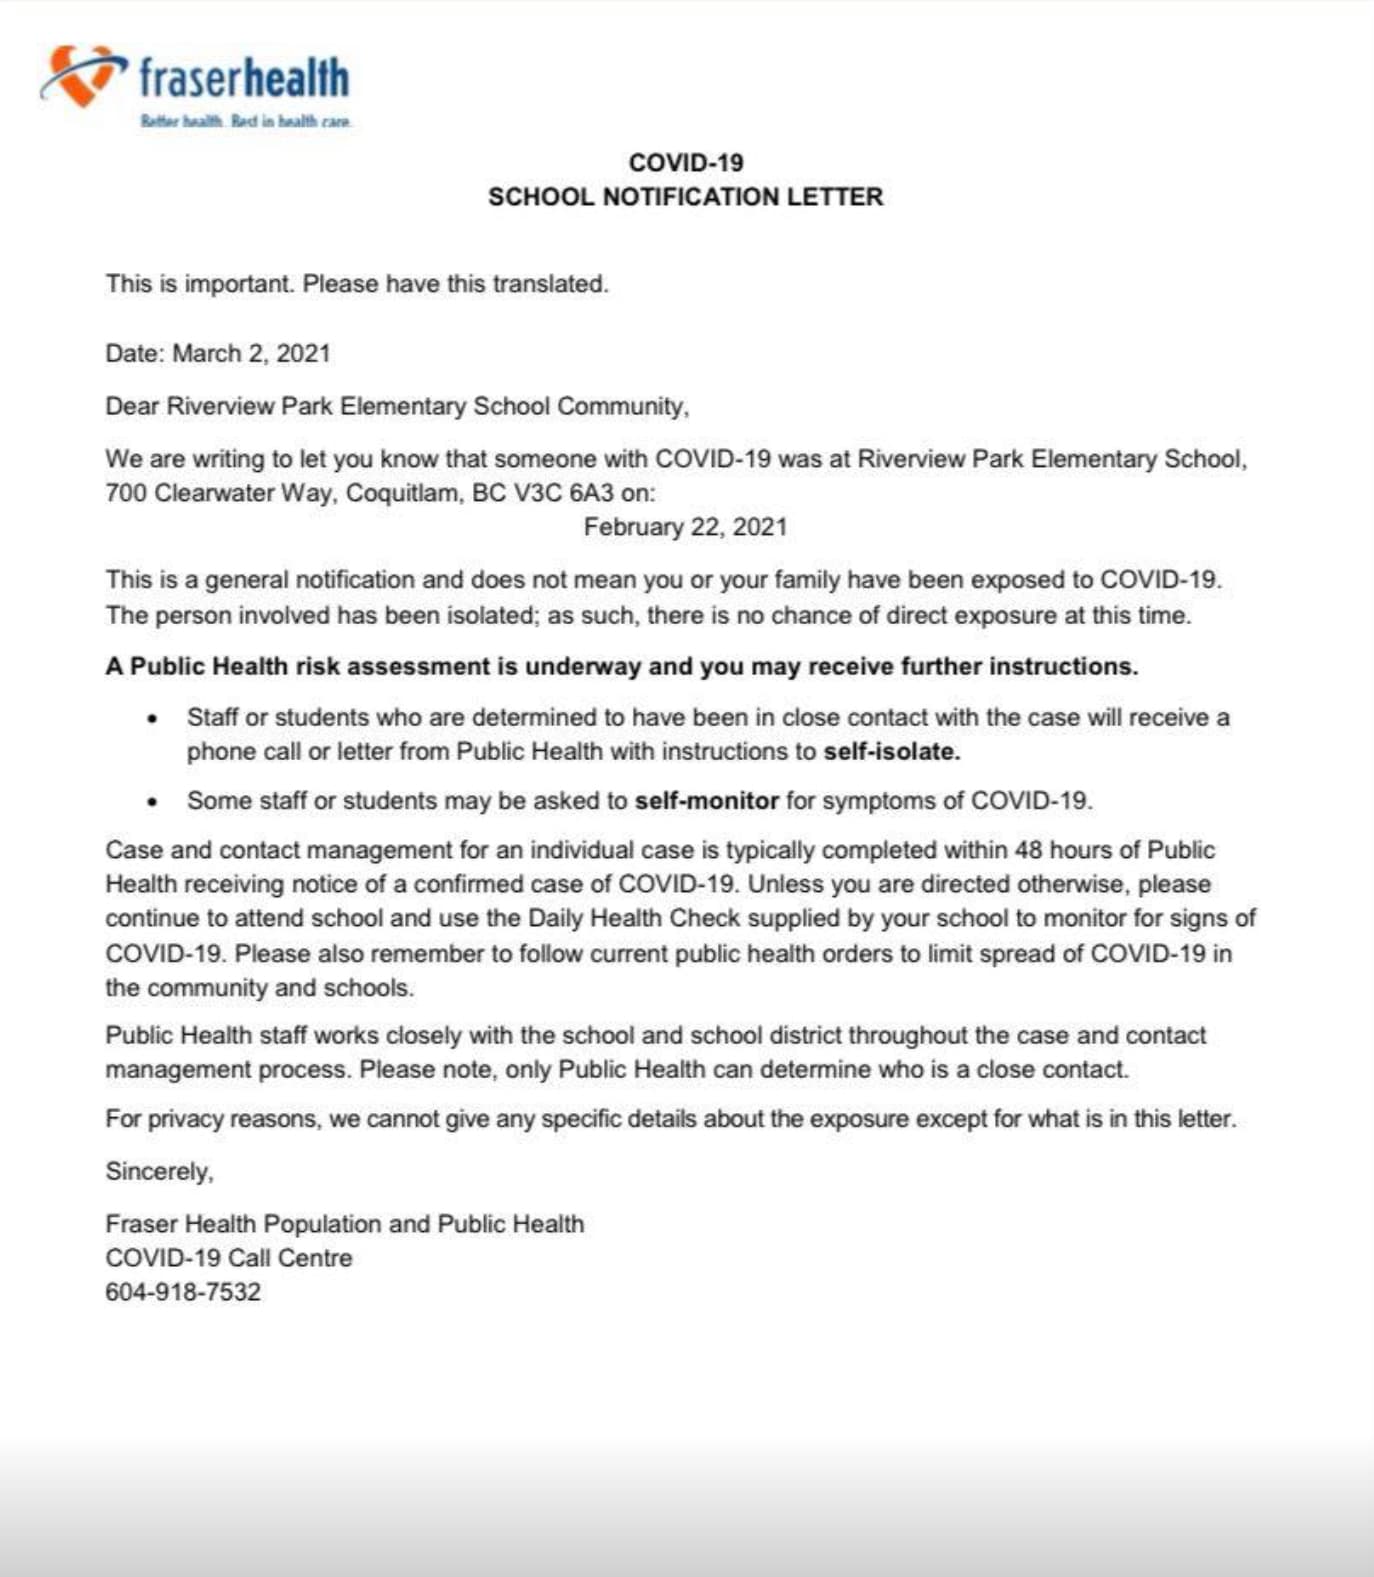 fraserhealth
Better health. Best in health care.
COVID-19
SCHOOL NOTIFICATION LETTER
This is important. Please have this translated.
Date: March 2, 2021
Dear Riverview Park Elementary School Community,
We are writing to let you know that someone with COVID-19 was at Riverview Park Elementary School,
700 Clearwater Way, Coquitlam, BC V3C 6A3 on:
February 22, 2021
This is a general notification and does not mean you or your family have been exposed to COVID-19.
The person involved has been isolated; as such, there is no chance of direct exposure at this time.
A Public Health risk assessment is underway and you may receive further instructions.
• Staff or students who are determined to have been in close contact with the case will receive a
phone call or letter from Public Health with instructions to self-isolate.
• Some staff or students may be asked to self-monitor for symptoms of COVID-19.
Case and contact management for an individual case is typically completed within 48 hours of Public
Health receiving notice of a confirmed case of COVID-19. Unless you are directed otherwise, please
continue to attend school and use the Daily Health Check supplied by your school to monitor for signs of
COVID-19. Please also remember to follow current public health orders to limit spread of COVID-19 in
the community and schools.
Public Health staff works closely with the school and school district throughout the case and contact
management process. Please note, only Public Health can determine who is a close contact.
For privacy reasons, we cannot give any specific details about the exposure except for what is in this letter.
Sincerely,
Fraser Health Population and Public Health
COVID-19 Call Centre
604-918-7532